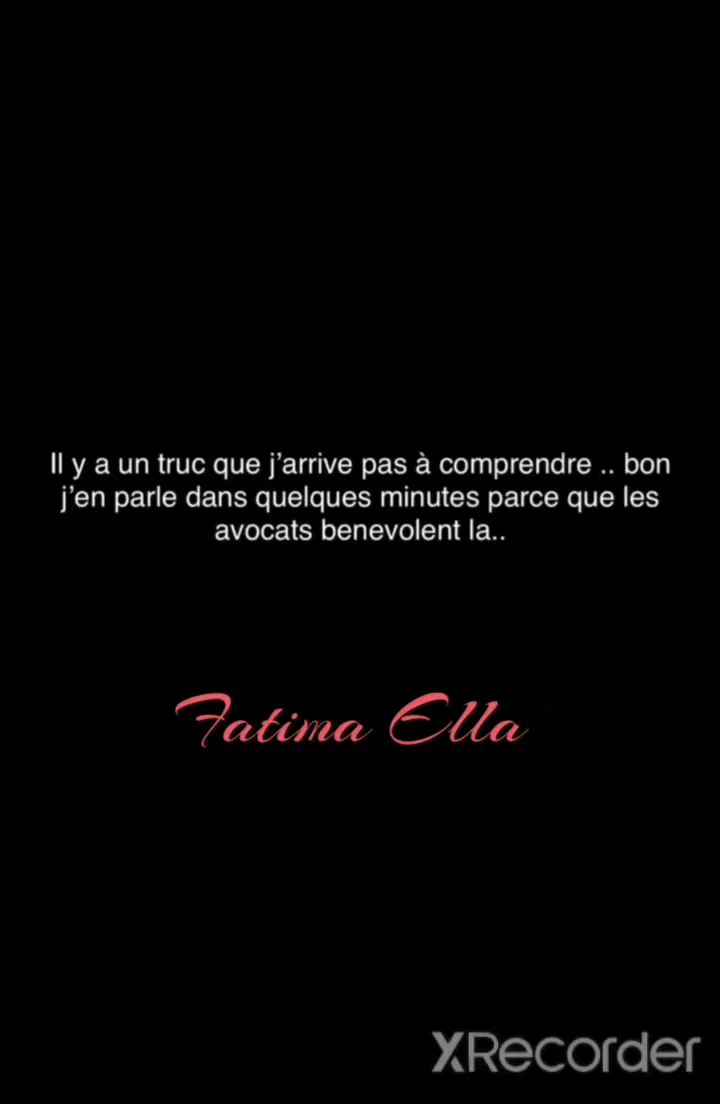 Il y a un truc que j’arrive pas à comprendre .. bon
j’en parle dans quelques minutes parce que les
avocats benevolent la..
Fatima Ella
XRecorder